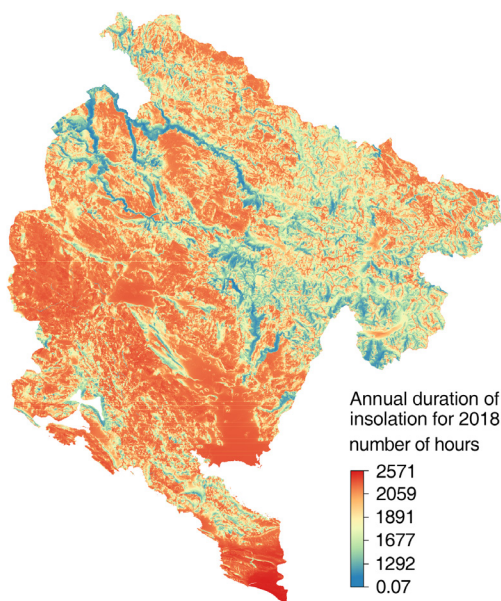 Annual duration of
insolation for 2018
number of hours
2571
2059
1891
1677
1292
0.07